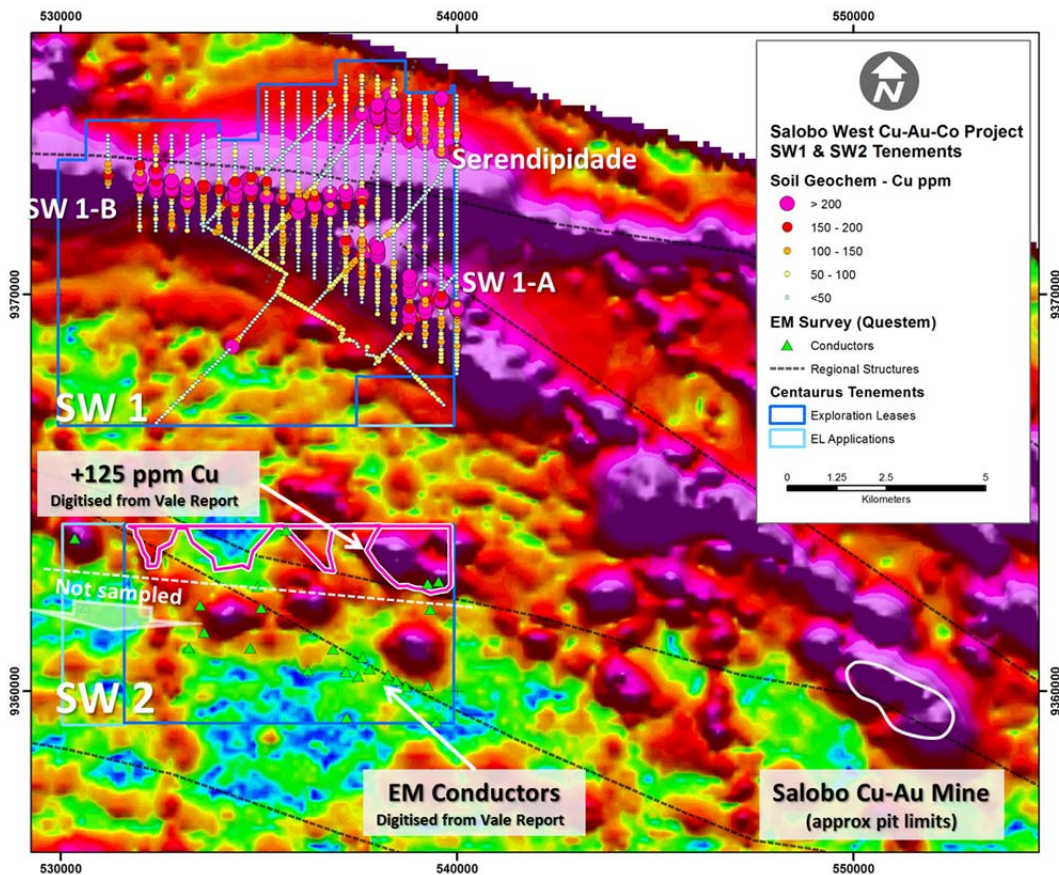 530000
540000
550000
N
Salobo West Cu-Au-Co Project
SW1 & SW2 Tenements
Soil Geochem - Cu ppm
> 200
150 - 200
100 - 150
50 - 100
<50
EM Survey (Questem)
Conductors
Regional Structures
Centaurus Tenements
Exploration Leases
EL Applications
0 1.25 2.5 5
Kilometers
Serendipidade
SW 1-B
SW 1-A
9370000
9370000
SW 1
+125 ppm Cu
Digitised from Vale Report
Not sampled
SW 2
9360000
9360000
EM Conductors
Digitised from Vale Report
Salobo Cu-Au Mine
(approx pit limits)
530000
540000
550000